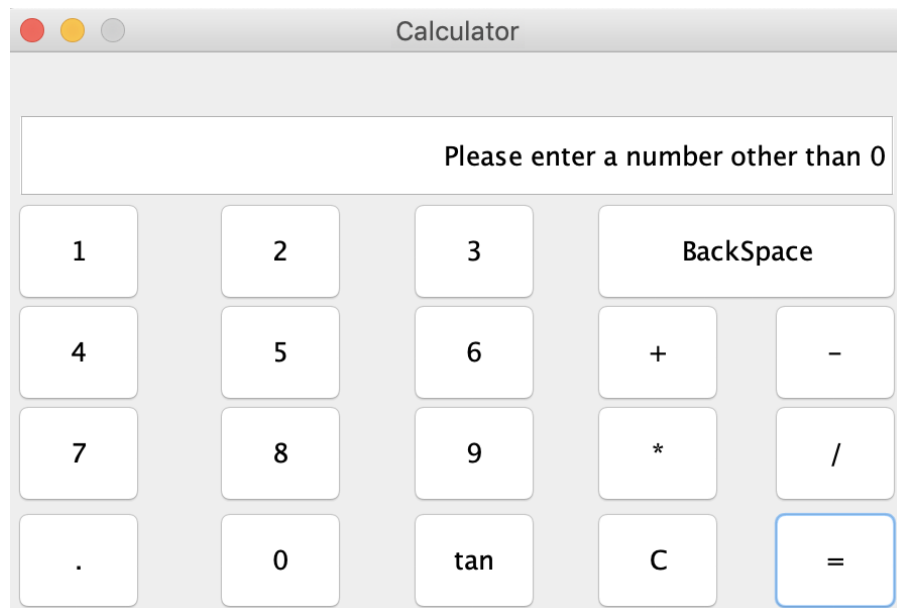 Calculator
Please enter a number other than 0
1 2 3 BackSpace
4 5 6 + -
7 8 9 * /
. 0 tan C =